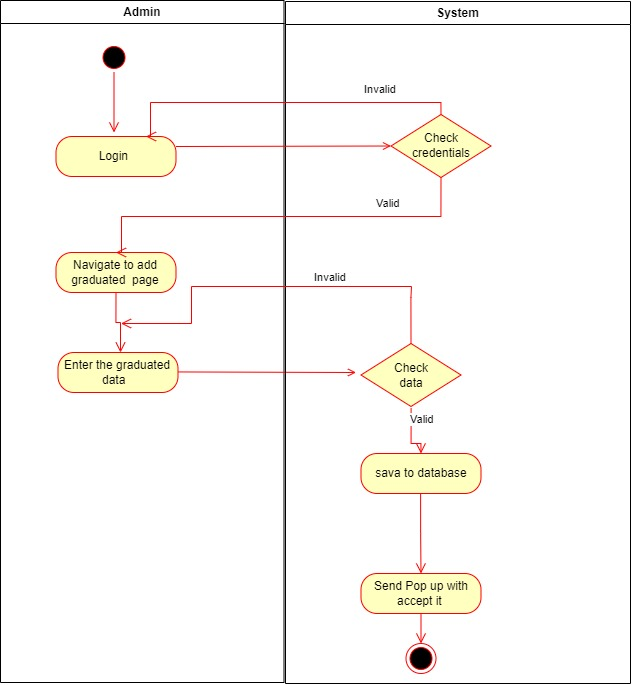 Admin
System
Invalid
Check
credentials
Login
Valid
Navigate to add
graduated  page
Invalid
Enter the graduated
data
Check
data
Valid
sava to database
Send Pop up with
accept it